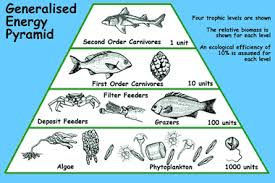 Generalised
Energy
Pyramid
Four trophic levels are shown
The relative biomass is
shown for each level
An ecological efficiency of
10% is assumed for
each level
Second Order Carnivores 1 unit
First Order Carnivores 10 units
Deposit Feeders
Filter Feeders
Grazers 100 units
Algae
Phytoplankton 1000 units